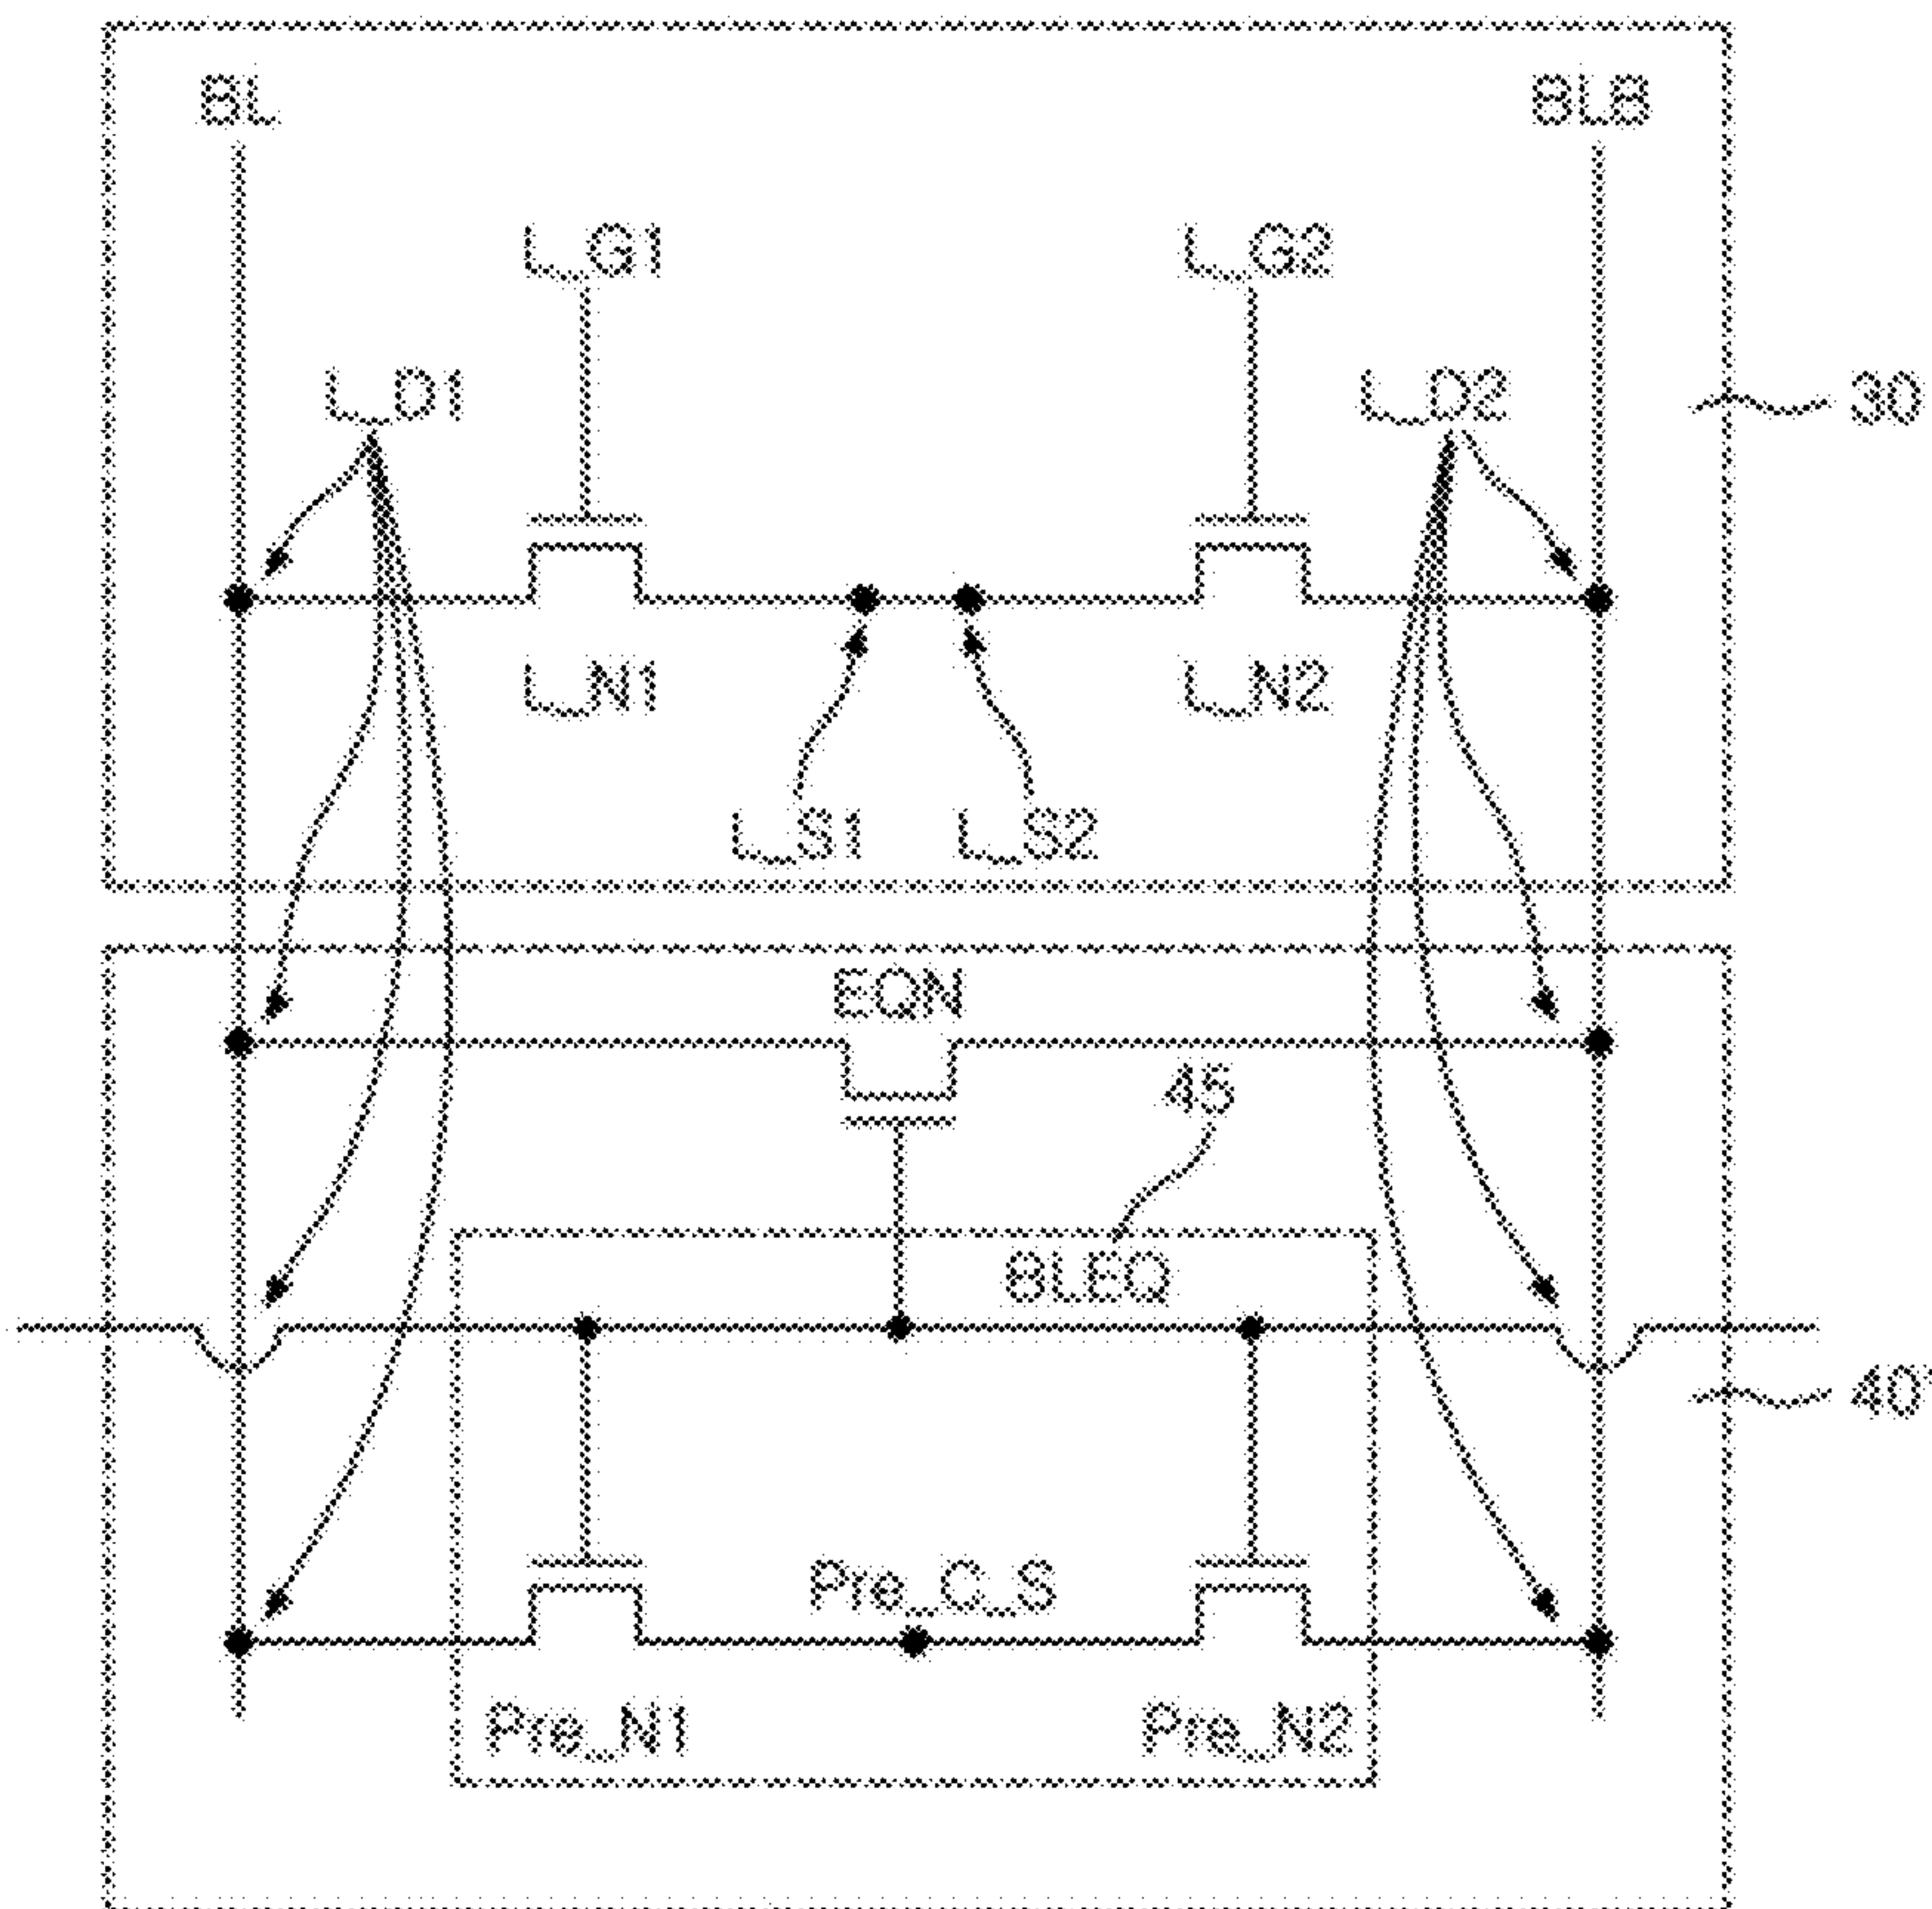 BL
BLB
L_G1
L_G2
L_D1
L_D2
30
L_N1
L_N2
L_S1
L_S2
EQN
45
BLEQ
40'
Pre_C_S
Pre_N1
Pre_N2